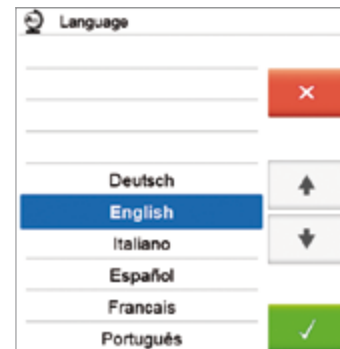 Language
Deutsch
English
Italiano
Español
Francais
Português